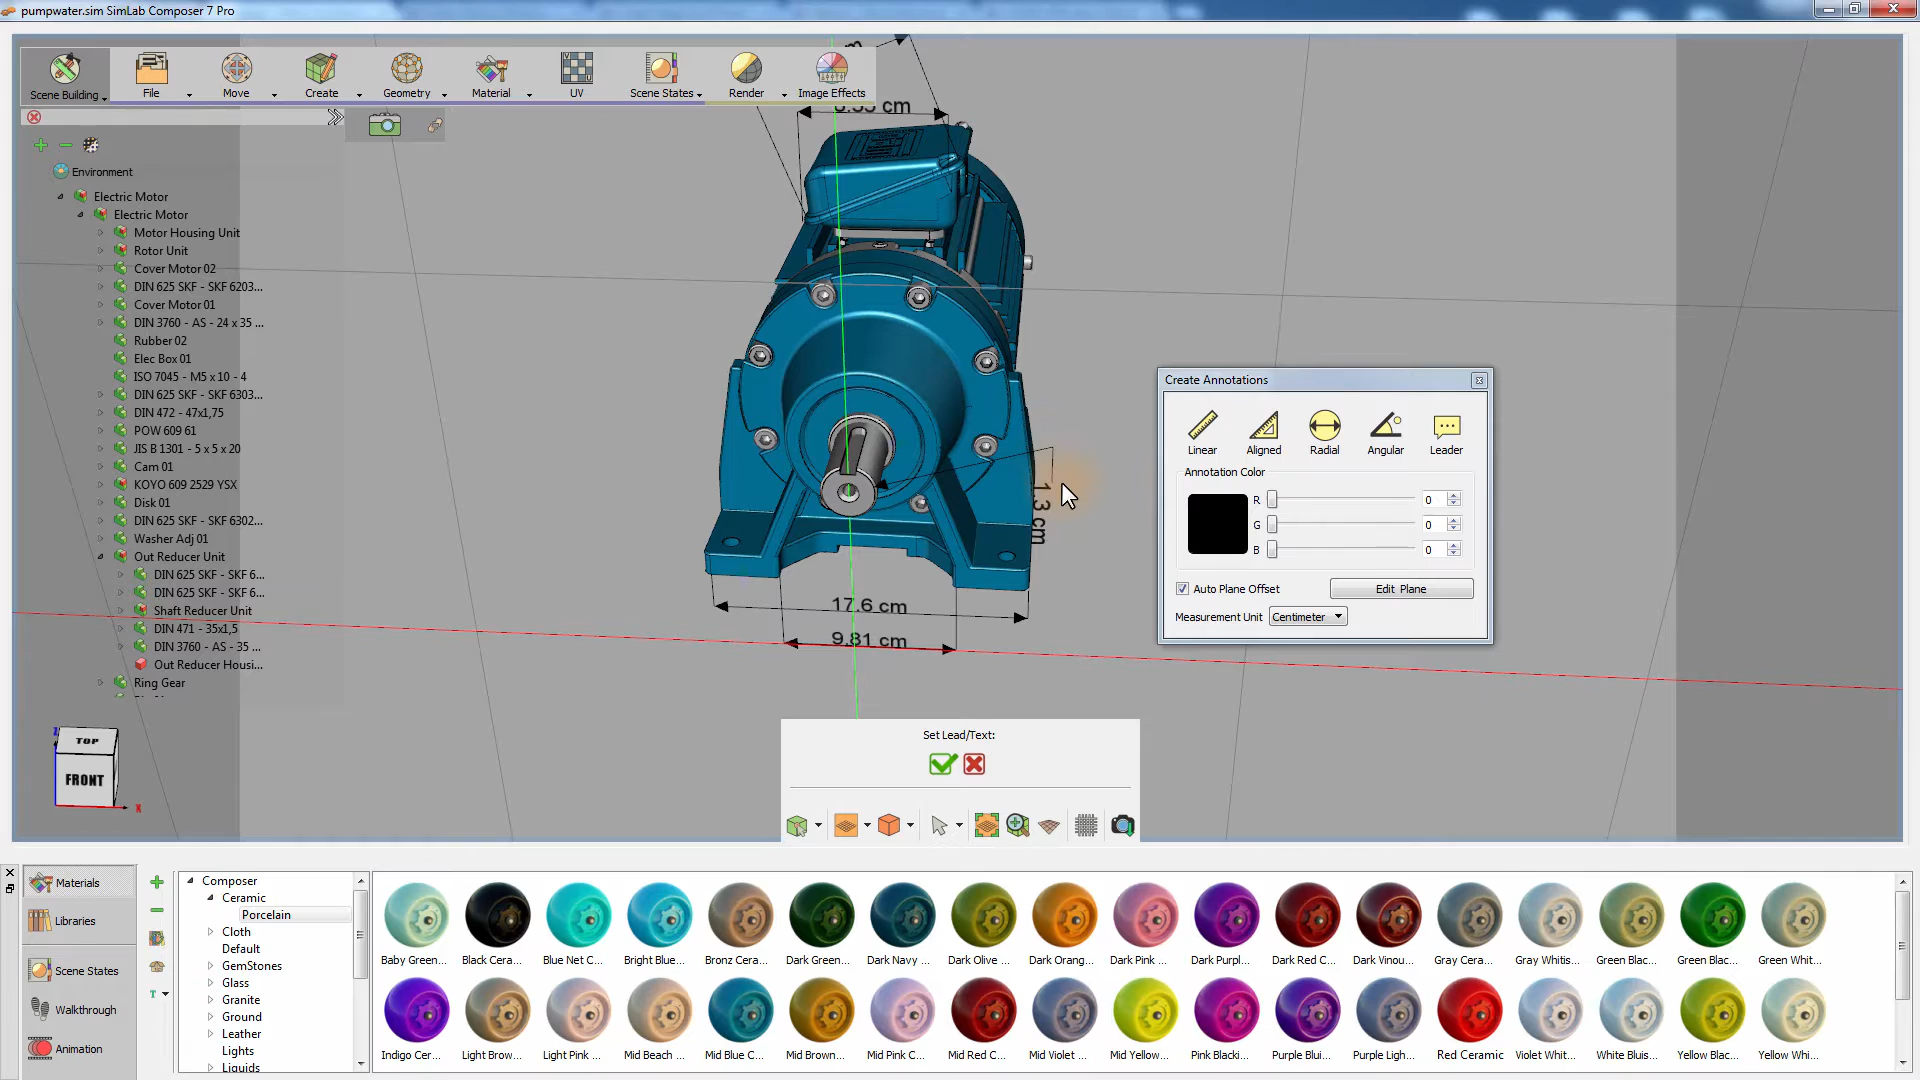 pumpwater.sim SimLab Composer 7 Pro
Scene Building
File
Move
Create
Geometry
Material
UV
Scene States
Render
Image Effects
Environment
Electric Motor
Electric Motor
Motor Housing Unit
Rotor Unit
Cover Motor 02
DIN 625 SKF - SKF 6203...
Cover Motor 01
DIN 3760 - AS - 24 x 35 ...
Rubber 02
Elec Box 01
ISO 7045 - M5 x 10 - 4
DIN 625 SKF - SKF 6303...
DIN 472 - 47x1,75
POW 609 61
JIS B 1301 - 5 x 5 x 20
Cam 01
KOYO 609 2529 YSX
Disk 01
DIN 625 SKF - SKF 6302...
Washer Adj 01
Out Reducer Unit
DIN 625 SKF - SKF 6...
DIN 625 SKF - SKF 6...
Shaft Reducer Unit
DIN 471 - 35x1,5
DIN 3760 - AS - 35 ...
Out Reducer Housi...
Ring Gear
TOP
FRONT
X
1.3 cm
17.6 cm
9.81 cm
Create Annotations
Linear
Aligned
Radial
Angular
Leader
Annotation Color
R 0
G 0
B 0
Auto Plane Offset
Edit Plane
Measurement Unit
Centimeter
Set Lead/Text:
Materials
Libraries
Scene States
Walkthrough
Animation
Composer
Ceramic
Porcelain
Cloth
Default
GemStones
Glass
Granite
Ground
Leather
Lights
Liquids
Baby Green...
Black Cera...
Blue Net C...
Bright Blue...
Bronz Cera...
Dark Green...
Dark Navy ...
Dark Olive ...
Dark Orang...
Dark Pink ...
Dark Purpl...
Dark Red C...
Dark Vinou...
Gray Cera...
Gray Whitis...
Green Blac...
Green Blac...
Green Whit...
Indigo Cer...
Light Brow...
Light Pink ...
Mid Beach ...
Mid Blue C...
Mid Brown...
Mid Pink C...
Mid Red C...
Mid Violet ...
Mid Yellow...
Pink Blacki...
Purple Blui...
Purple Ligh...
Red Ceramic
Violet Whit...
White Bluis...
Yellow Blac...
Yellow Whi...